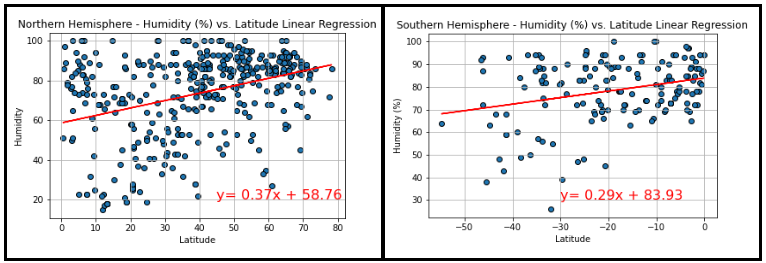 Northern Hemisphere - Humidity (%) vs. Latitude Linear Regression
100
80
60
40
20
Humidity
y= 0.37x + 58.76
0 10 20 30 40 50 60 70 80
Latitude
Southern Hemisphere - Humidity (%) vs. Latitude Linear Regression
100
90
80
70
60
50
40
30
Humidity (%)
y= 0.29x + 83.93
−50 −40 −30 −20 −10 0
Latitude